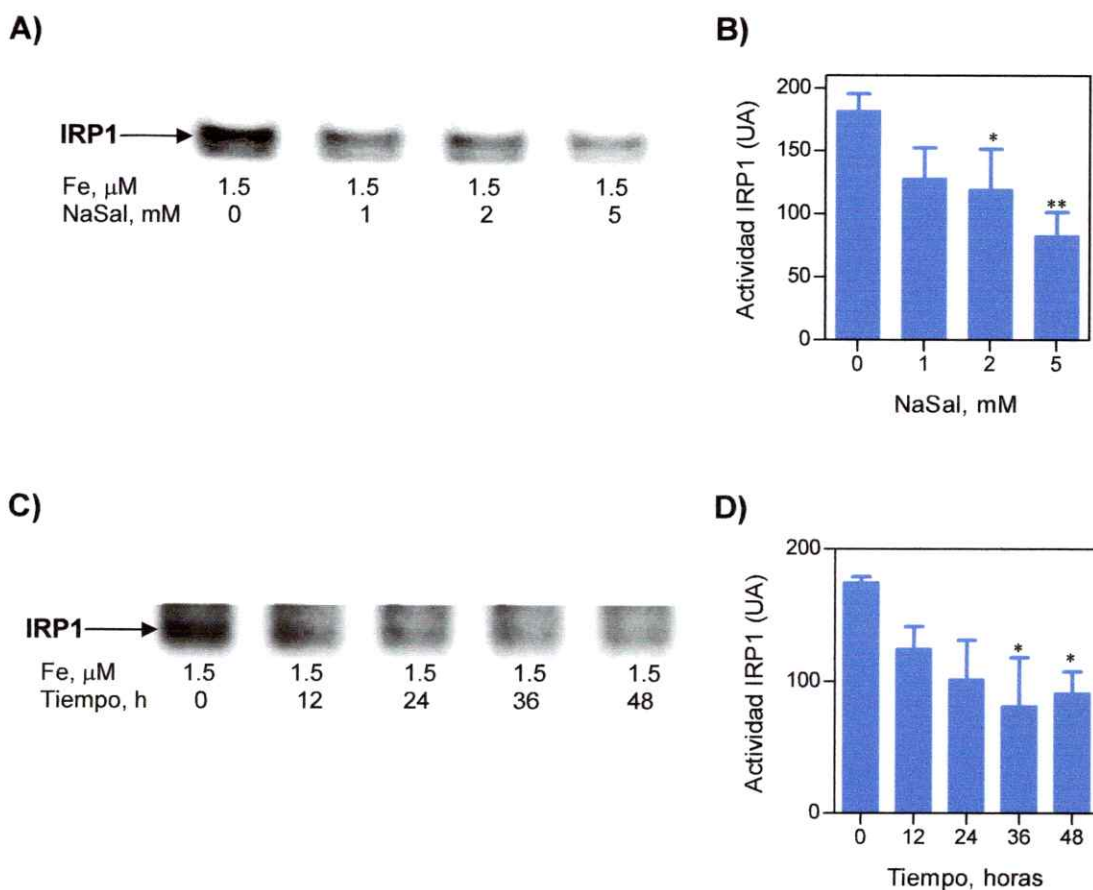 A)
IRP1
Fe, μM 1.5 1.5 1.5 1.5
NaSal, mM 0 1 2 5
B)
Actividad IRP1 (UA)
200
150
100
50
0
* **
0 1 2 5
NaSal, mM
C)
IRP1
Fe, μM 1.5 1.5 1.5 1.5 1.5
Tiempo, h 0 12 24 36 48
D)
Actividad IRP1 (UA)
200
100
0
* *
0 12 24 36 48
Tiempo, horas